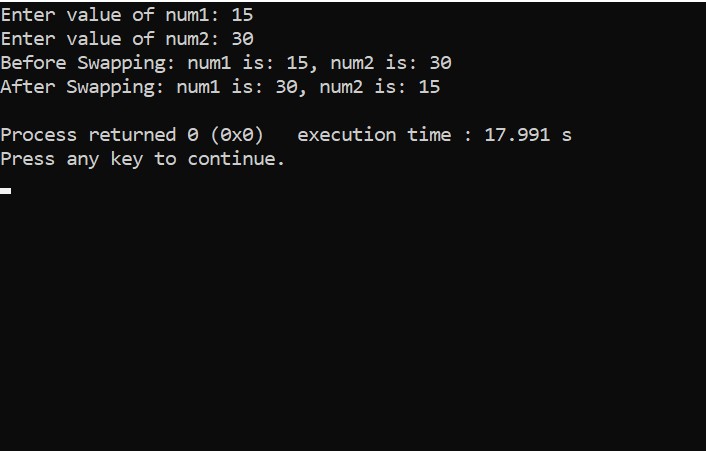 Enter value of num1: 15
Enter value of num2: 30
Before Swapping: num1 is: 15, num2 is: 30
After Swapping: num1 is: 30, num2 is: 15
Process returned 0 (0x0)   execution time : 17.991 s
Press any key to continue.